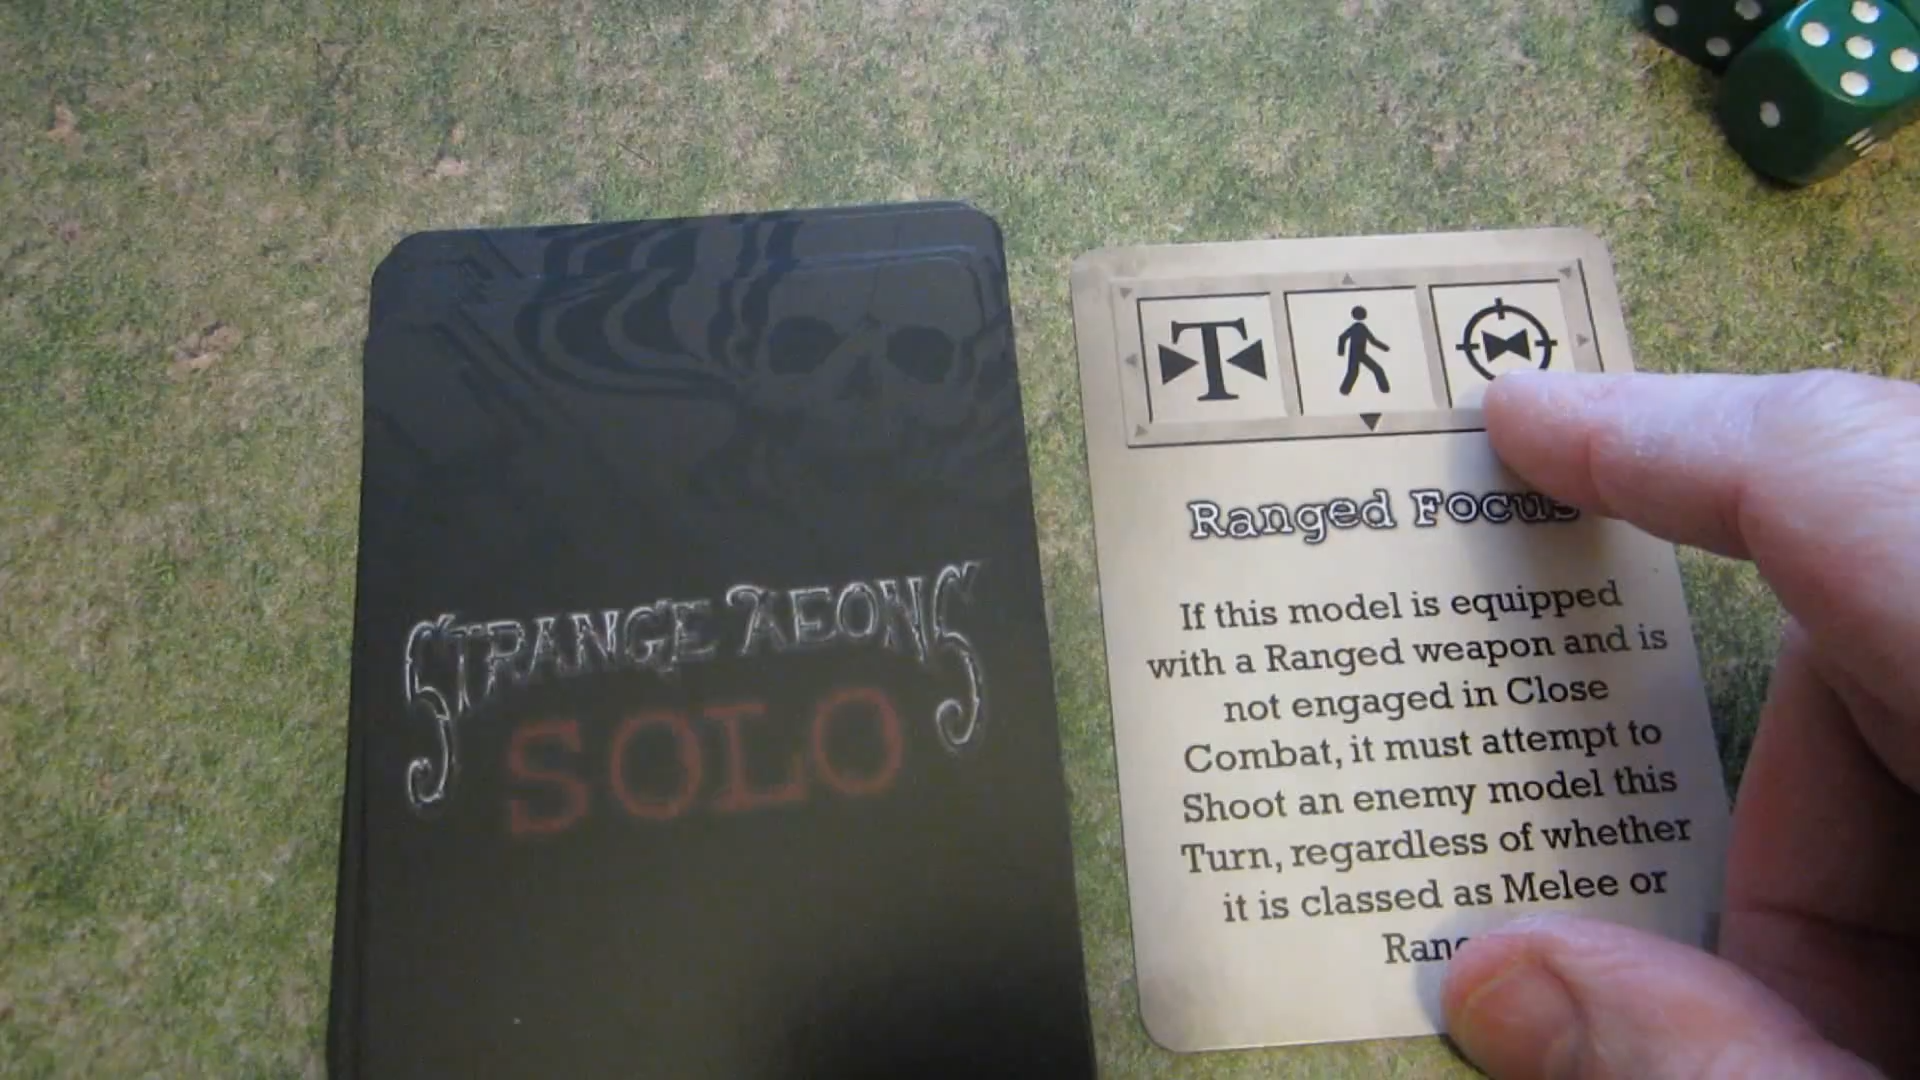 STRANGE AEONS
SOLO
T
Ranged Focus
If this model is equipped
with a Ranged weapon and is
not engaged in Close
Combat, it must attempt to
Shoot an enemy model this
Turn, regardless of whether
it is classed as Melee or